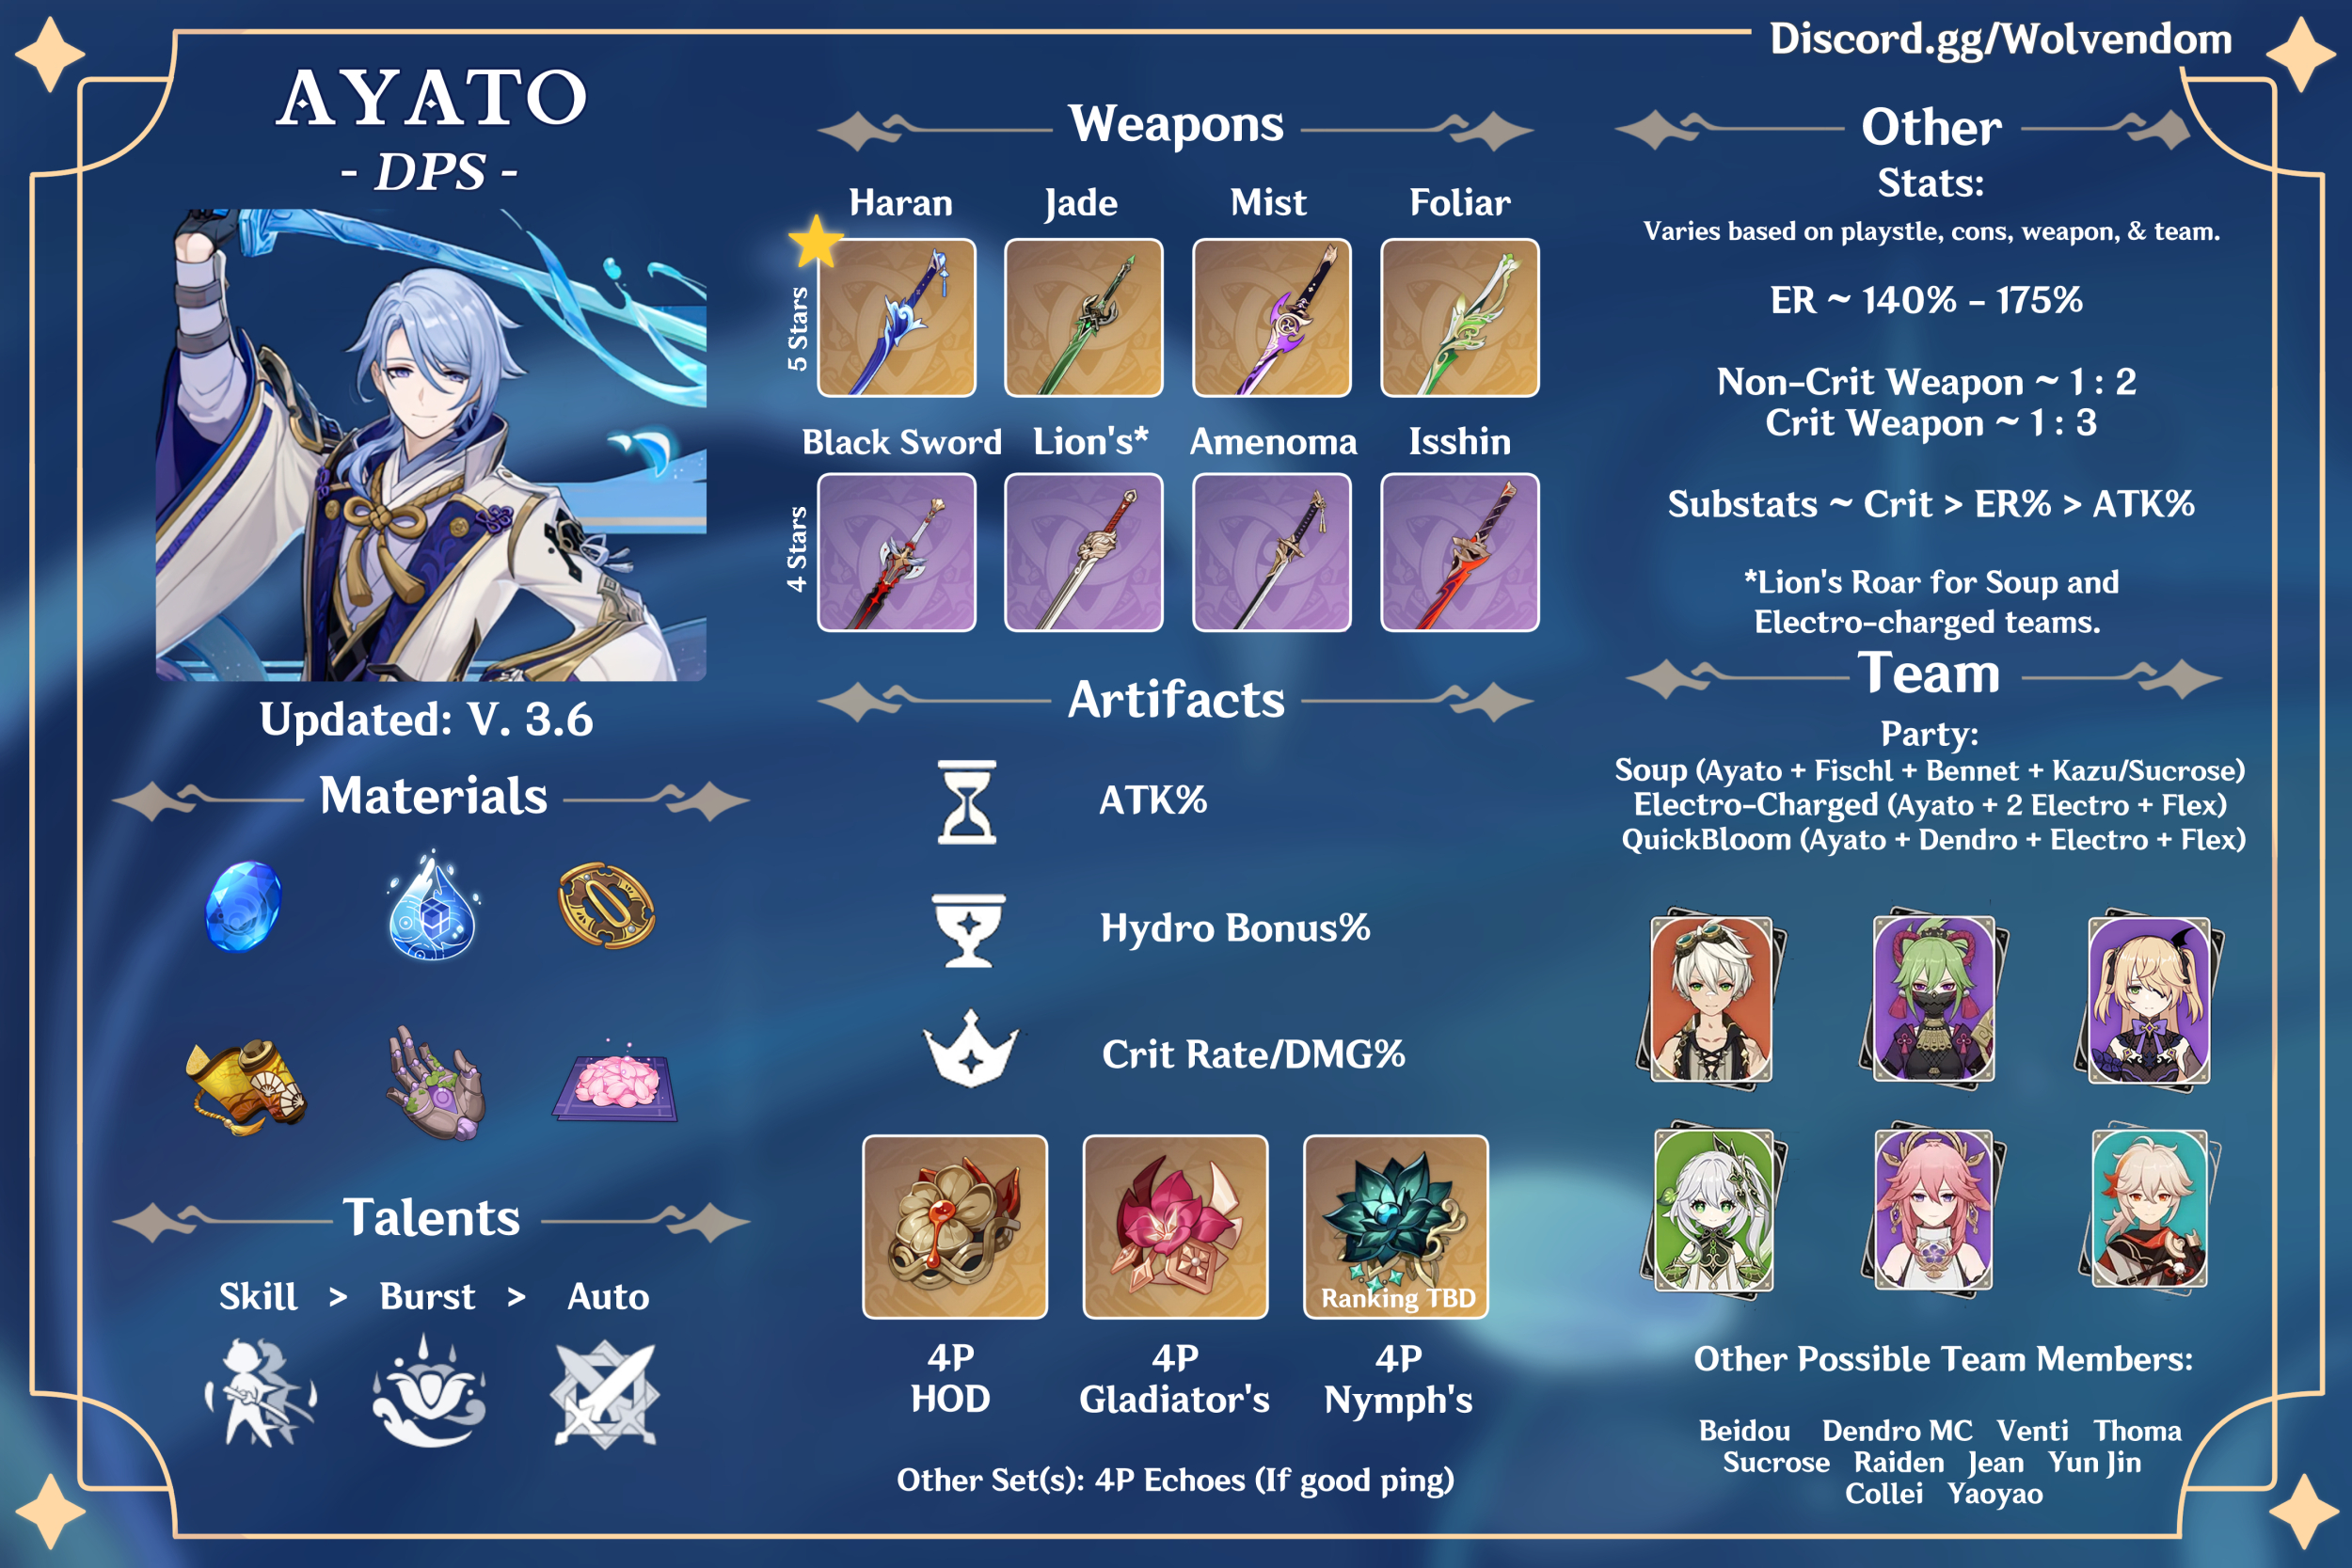 Discord.gg/Wolvendom
AYATO
- DPS -
Updated: V. 3.6
Materials
Talents
Skill > Burst > Auto
Weapons
Haran Jade Mist Foliar
5 Stars
Black Sword Lion's* Amenoma Isshin
4 Stars
Artifacts
ATK%
Hydro Bonus%
Crit Rate/DMG%
Ranking TBD
4P HOD
4P Gladiator's
4P Nymph's
Other Set(s): 4P Echoes (If good ping)
Other
Stats:
Varies based on playstle, cons, weapon, & team.
ER ~ 140% - 175%
Non-Crit Weapon ~ 1 : 2
Crit Weapon ~ 1 : 3
Substats ~ Crit > ER% > ATK%
*Lion's Roar for Soup and
Electro-charged teams.
Team
Party:
Soup (Ayato + Fischl + Bennet + Kazu/Sucrose)
Electro-Charged (Ayato + 2 Electro + Flex)
QuickBloom (Ayato + Dendro + Electro + Flex)
Other Possible Team Members:
Beidou Dendro MC Venti Thoma
Sucrose Raiden Jean Yun Jin
Collei Yaoyao